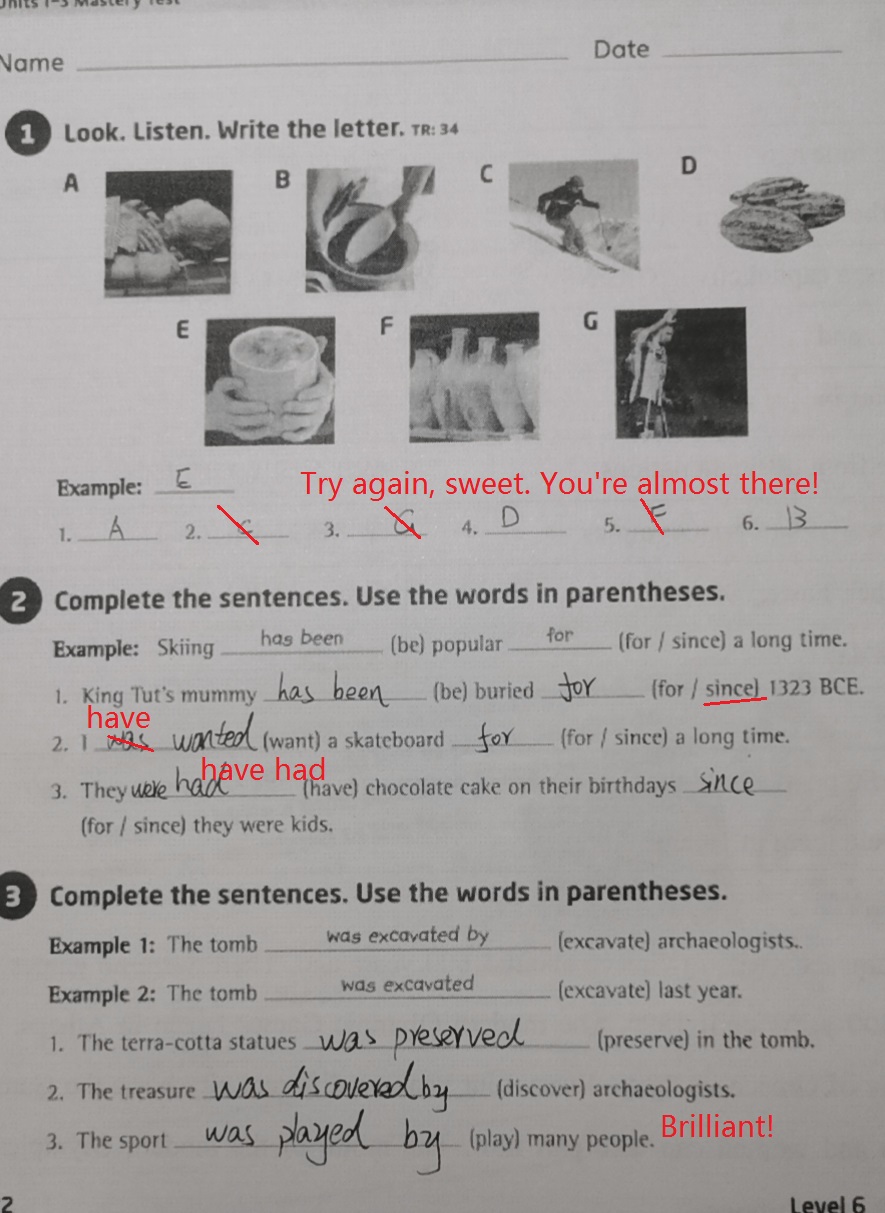 Units 1–3 Mastery Test
Name Date
1 Look. Listen. Write the letter. TR: 34
A B C D
E F G
Example: E Try again, sweet. You're almost there!
1. A 2. 3. G 4. D 5. F 6. B
2 Complete the sentences. Use the words in parentheses.
Example: Skiing has been (be) popular for (for / since) a long time.
1. King Tut's mummy has been (be) buried for (for / since) 1323 BCE.
have
2. I was wanted (want) a skateboard for (for / since) a long time.
have had
3. They were had (have) chocolate cake on their birthdays since
(for / since) they were kids.
3 Complete the sentences. Use the words in parentheses.
Example 1: The tomb was excavated by (excavate) archaeologists..
Example 2: The tomb was excavated (excavate) last year.
1. The terra-cotta statues was preserved (preserve) in the tomb.
2. The treasure was discovered by (discover) archaeologists.
3. The sport was played by (play) many people. Brilliant!
2 Level 6